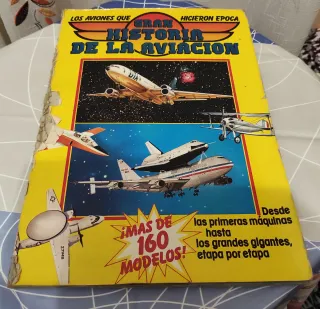 LOS AVIONES QUE HICIERON EPOCA
GRAN
HISTORIA
DE LA AVIACION
¡MAS DE
160
MODELOS!
Desde
las primeras máquinas
hasta
los grandes gigantes,
etapa por etapa